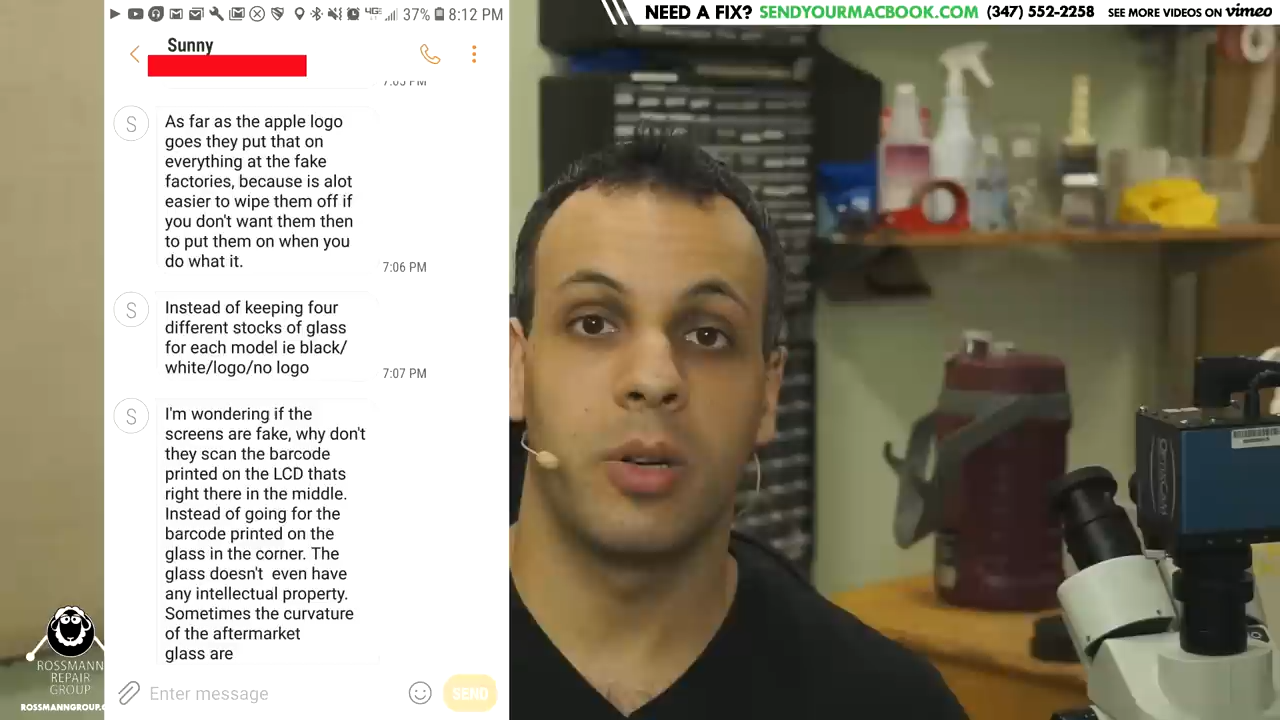 NEED A FIX? SENDYOURMACBOOK.COM (347) 552-2258 SEE MORE VIDEOS ON vimeo
4G 37% 8:12 PM
Sunny
7:05 PM
S
As far as the apple logo
goes they put that on
everything at the fake
factories, because is alot
easier to wipe them off if
you don't want them then
to put them on when you
do what it.
7:06 PM
S
Instead of keeping four
different stocks of glass
for each model ie black/
white/logo/no logo
7:07 PM
S
I'm wondering if the
screens are fake, why don't
they scan the barcode
printed on the LCD thats
right there in the middle.
Instead of going for the
barcode printed on the
glass in the corner. The
glass doesn't even have
any intellectual property.
Sometimes the curvature
of the aftermarket
glass are
Enter message
SEND
ROSSMANN
REPAIR
GROUP